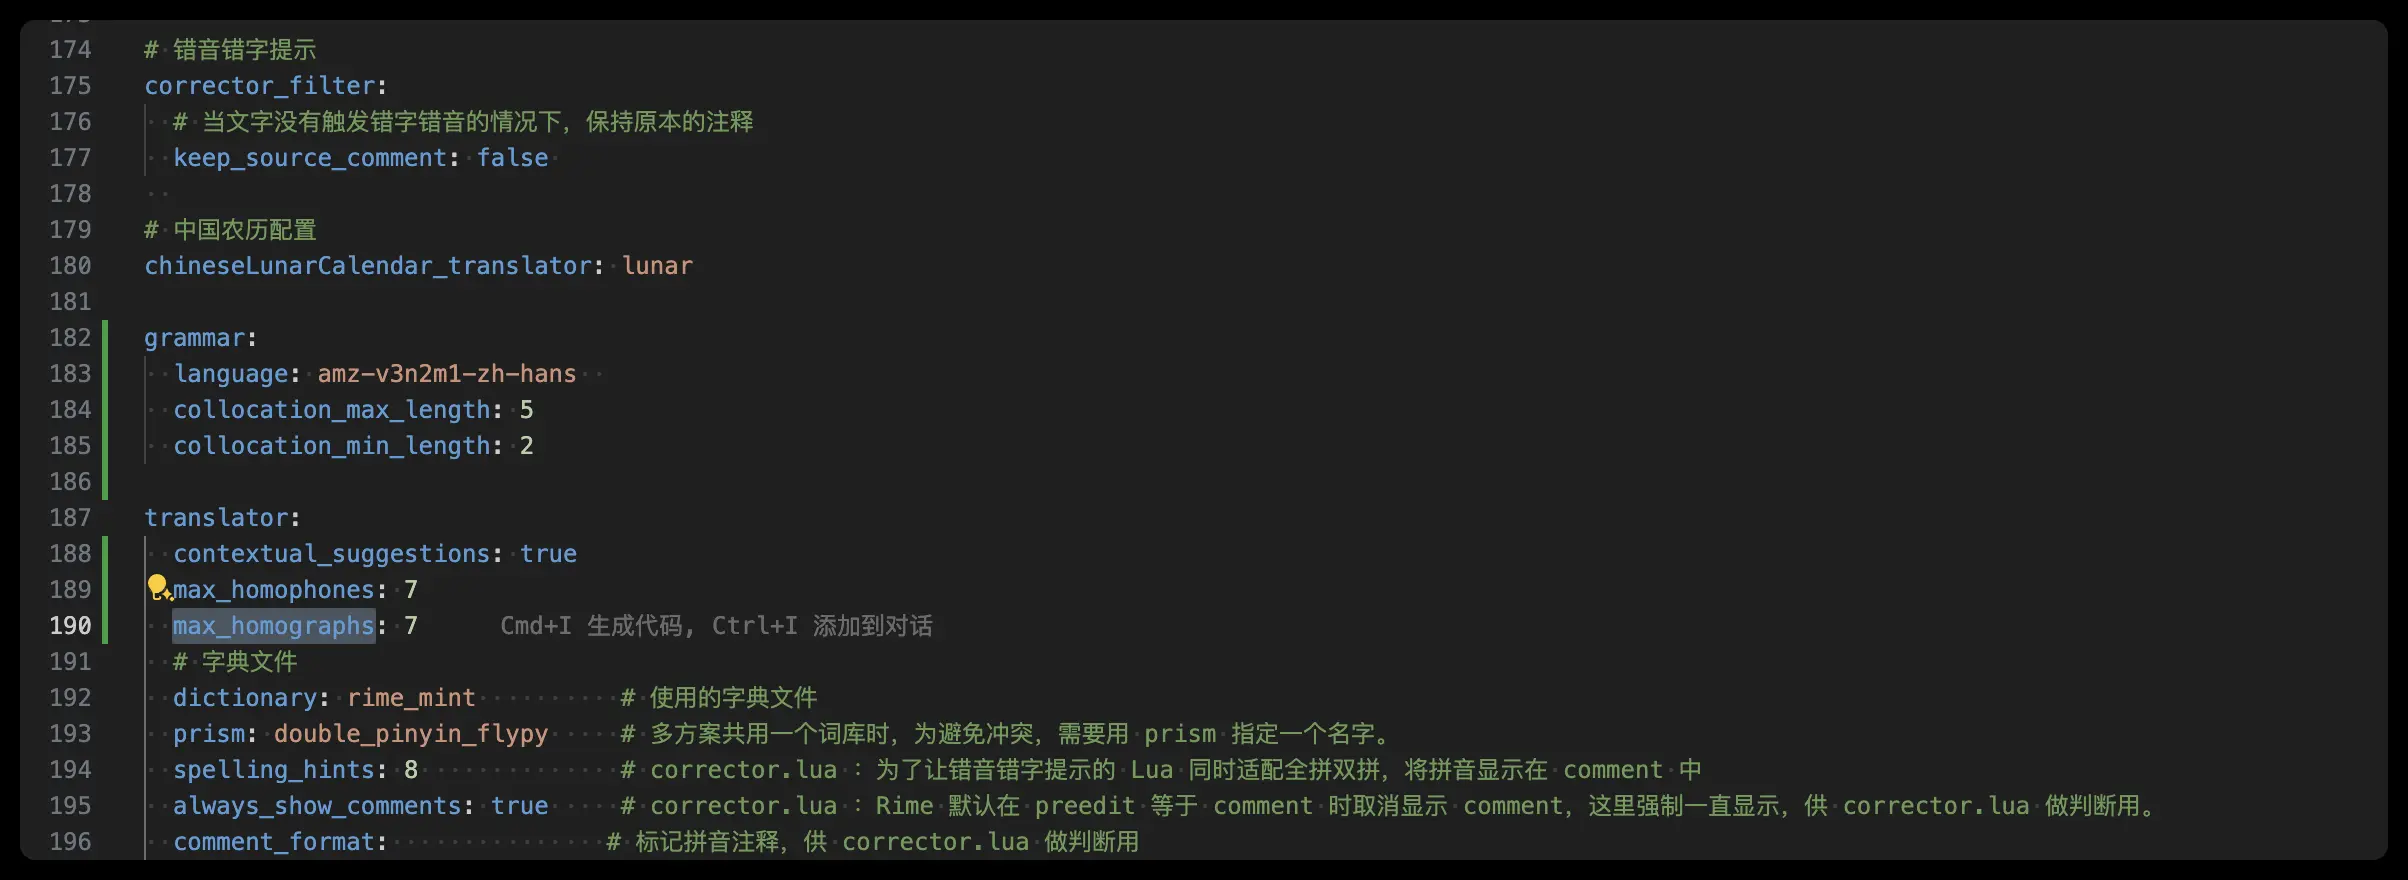 174 # 错音错字提示
175 corrector_filter:
176 # 当文字没有触发错字错音的情况下，保持原本的注释
177 keep_source_comment: false
178
179 # 中国农历配置
180 chineseLunarCalendar_translator: lunar
181
182 grammar:
183 language: amz-v3n2m1-zh-hans
184 collocation_max_length: 5
185 collocation_min_length: 2
186
187 translator:
188 contextual_suggestions: true
189 max_homophones: 7
190 max_homographs: 7 Cmd+I 生成代码, Ctrl+I 添加到对话
191 # 字典文件
192 dictionary: rime_mint # 使用的字典文件
193 prism: double_pinyin_flypy # 多方案共用一个词库时，为避免冲突，需要用 prism 指定一个名字。
194 spelling_hints: 8 # corrector.lua ：为了让错音错字提示的 Lua 同时适配全拼双拼，将拼音显示在 comment 中
195 always_show_comments: true # corrector.lua ：Rime 默认在 preedit 等于 comment 时取消显示 comment，这里强制一直显示，供 corrector.lua 做判断用。
196 comment_format: # 标记拼音注释，供 corrector.lua 做判断用